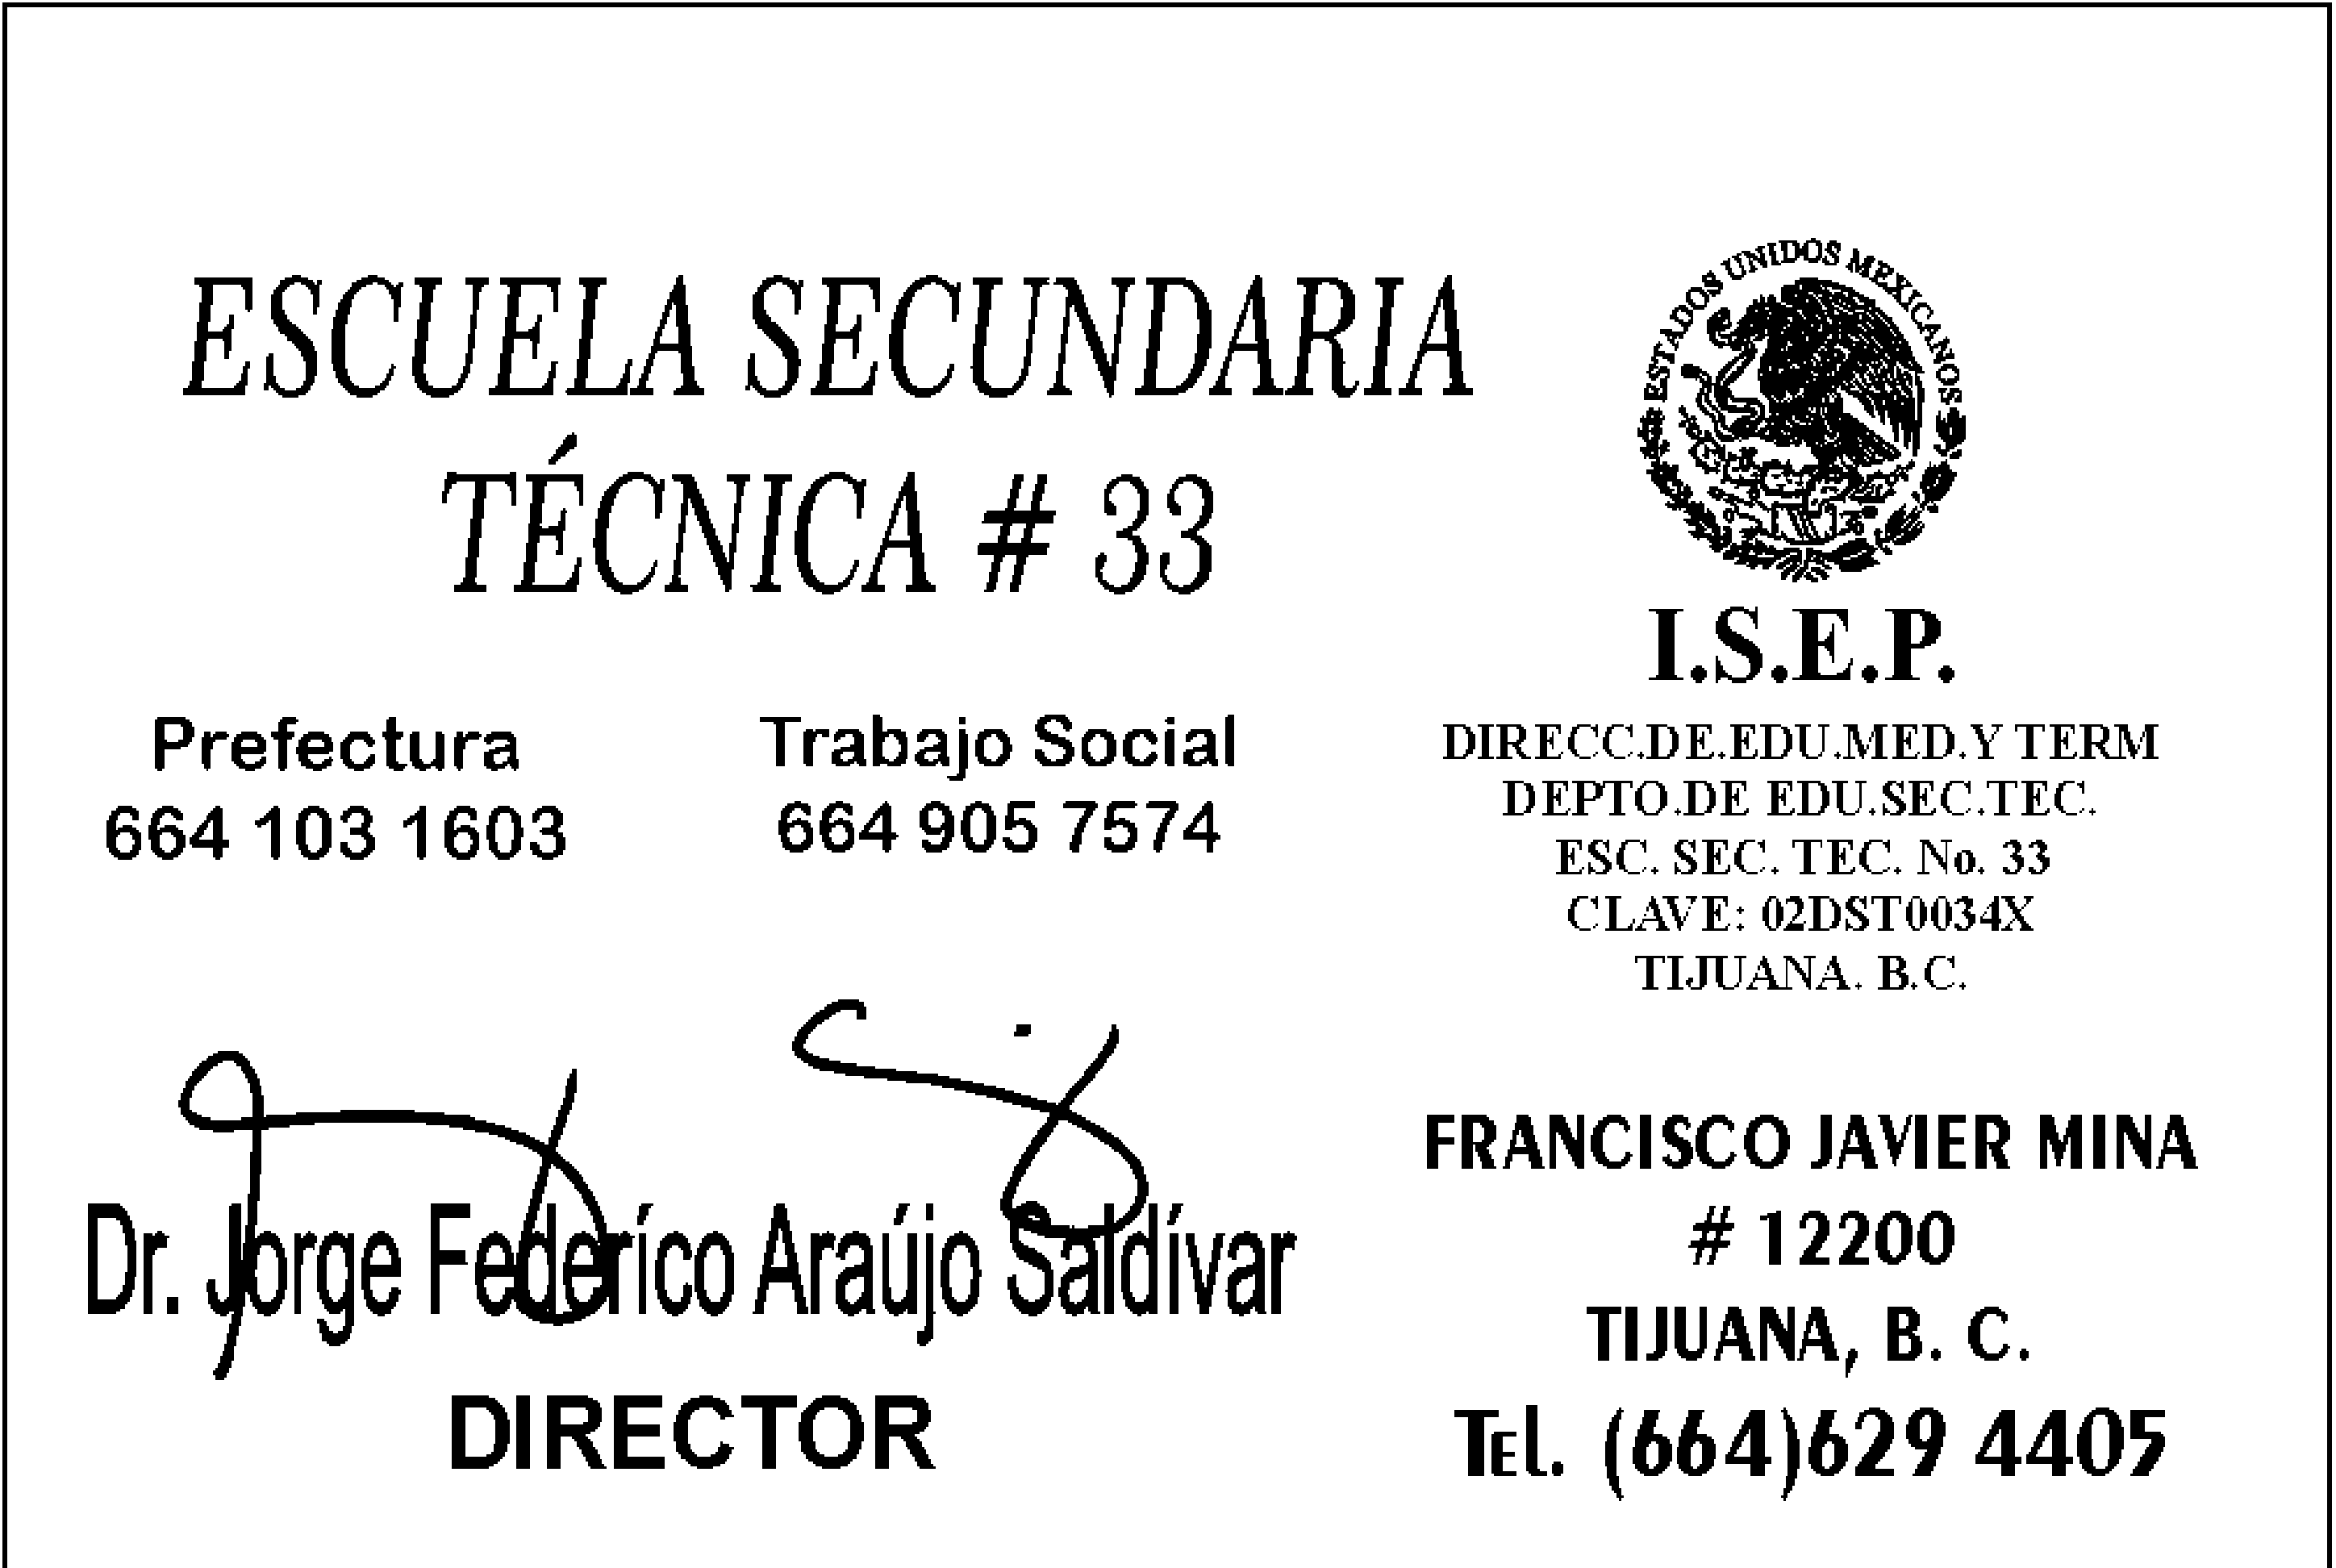 ESCUELA SECUNDARIA
TÉCNICA # 33
Prefectura
664 103 1603
Trabajo Social
664 905 7574
Dr. Jorge Federíco Araújo Saldívar
DIRECTOR
ESTADOS UNIDOS MEXICANOS
I.S.E.P.
DIRECC.DE.EDU.MED.Y TERM
DEPTO.DE EDU.SEC.TEC.
ESC. SEC. TEC. No. 33
CLAVE: 02DST0034X
TIJUANA. B.C.
FRANCISCO JAVIER MINA
# 12200
TIJUANA, B. C.
TEl. (664)629 4405